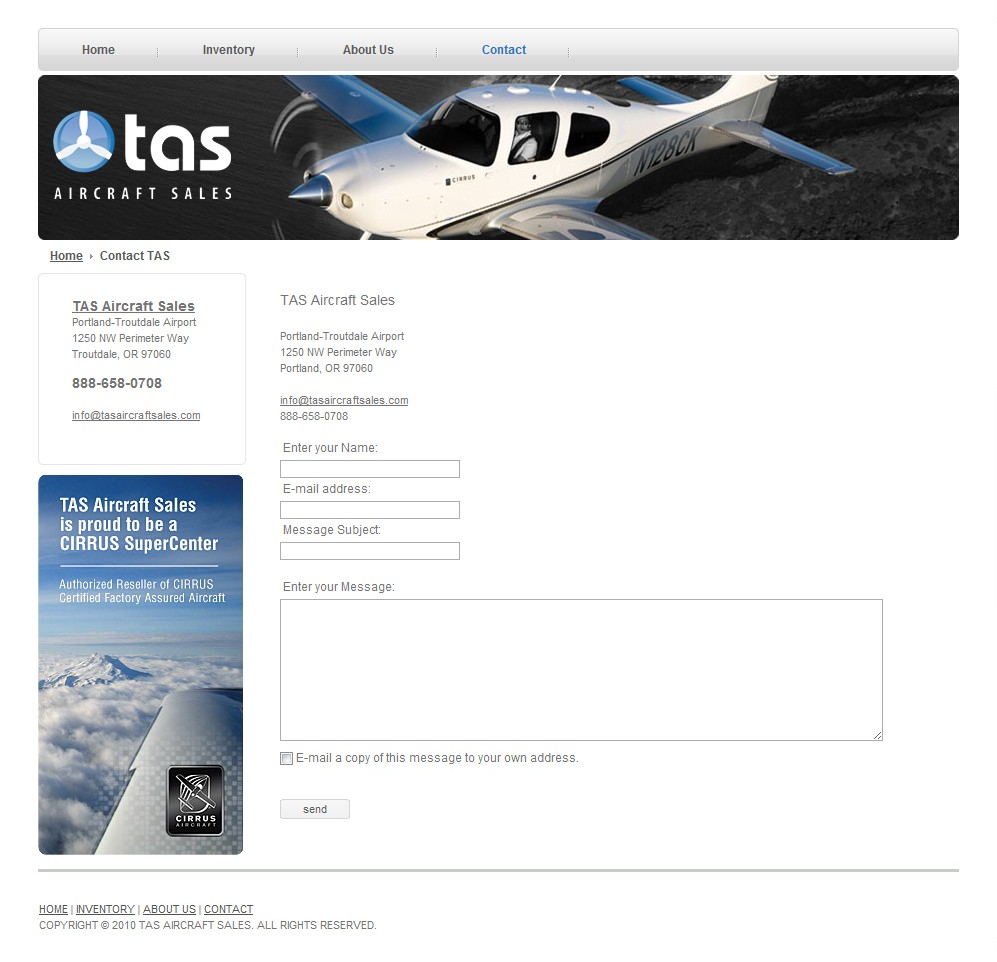 Home
Inventory
About Us
Contact
tas
AIRCRAFT SALES
CIRRUS
N128CK
Home
Contact TAS
TAS Aircraft Sales
Portland-Troutdale Airport
1250 NW Perimeter Way
Troutdale, OR 97060
888-658-0708
info@tasaircraftsales.com
TAS Aircraft Sales
is proud to be a
CIRRUS SuperCenter
Authorized Reseller of CIRRUS
Certified Factory Assured Aircraft
CIRRUS
AIRCRAFT
TAS Aircraft Sales
Portland-Troutdale Airport
1250 NW Perimeter Way
Portland, OR 97060
info@tasaircraftsales.com
888-658-0708
Enter your Name:
E-mail address:
Message Subject:
Enter your Message:
E-mail a copy of this message to your own address.
send
HOME | INVENTORY | ABOUT US | CONTACT
COPYRIGHT © 2010 TAS AIRCRAFT SALES. ALL RIGHTS RESERVED.